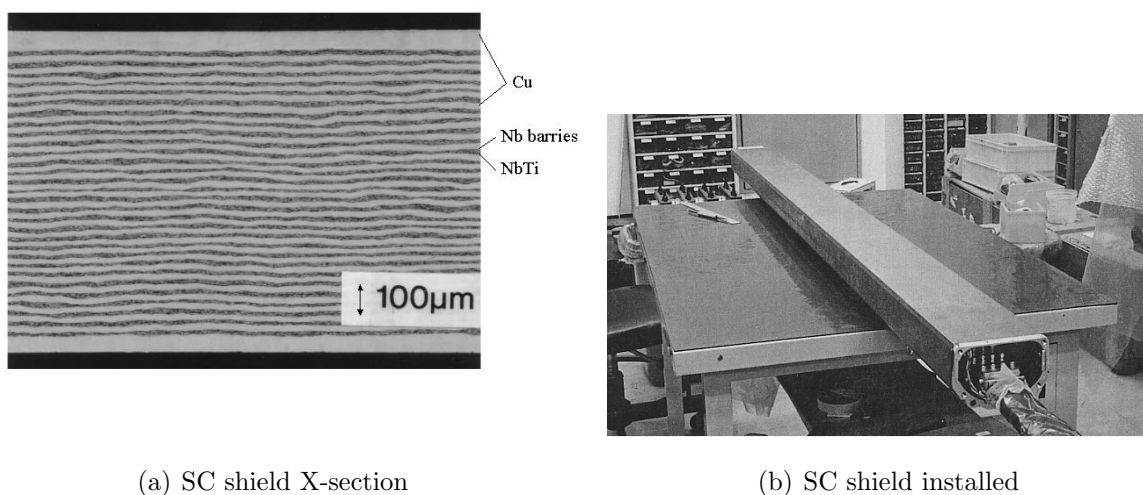 Cu
Nb barries
NbTi
100µm
(a) SC shield X-section
(b) SC shield installed